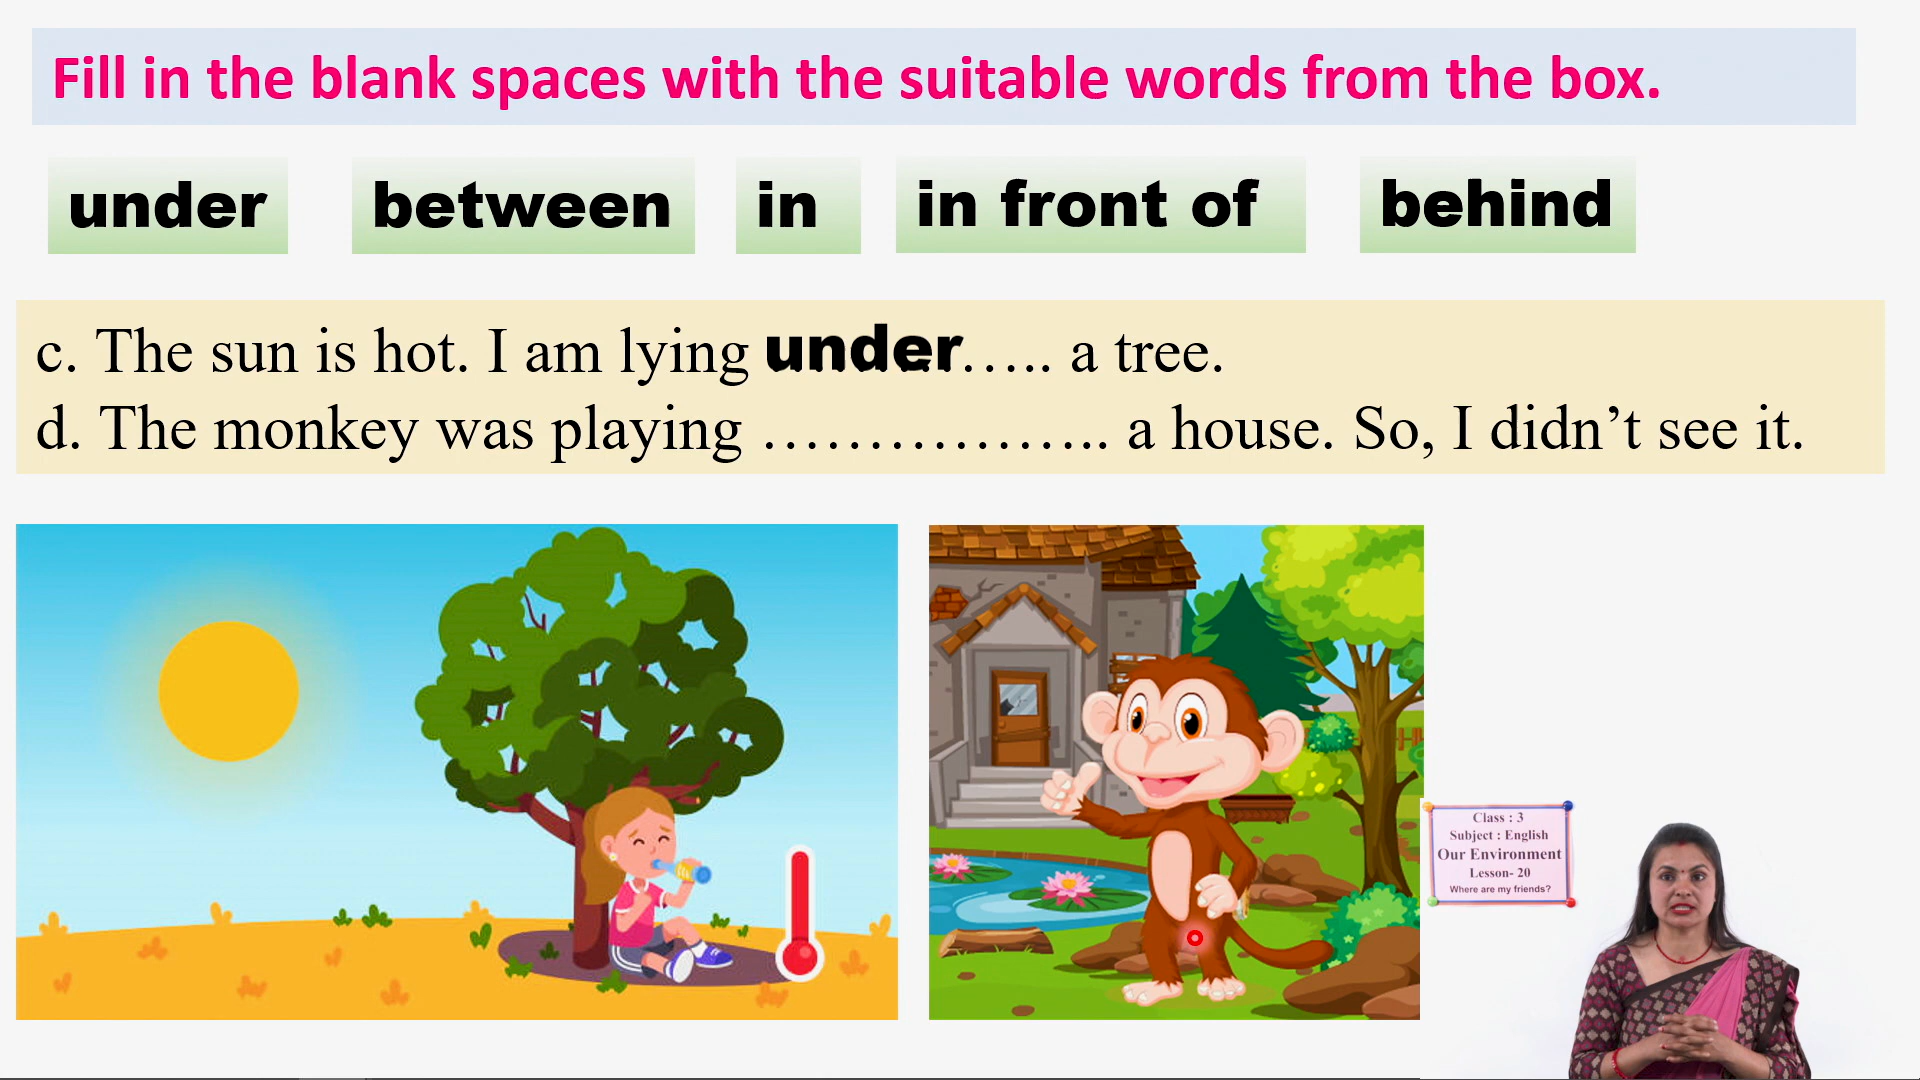 Fill in the blank spaces with the suitable words from the box.
under between in in front of behind
c. The sun is hot. I am lying under….. a tree.
d. The monkey was playing …………….. a house. So, I didn’t see it.
Class : 3
Subject : English
Our Environment
Lesson- 20
Where are my friends?